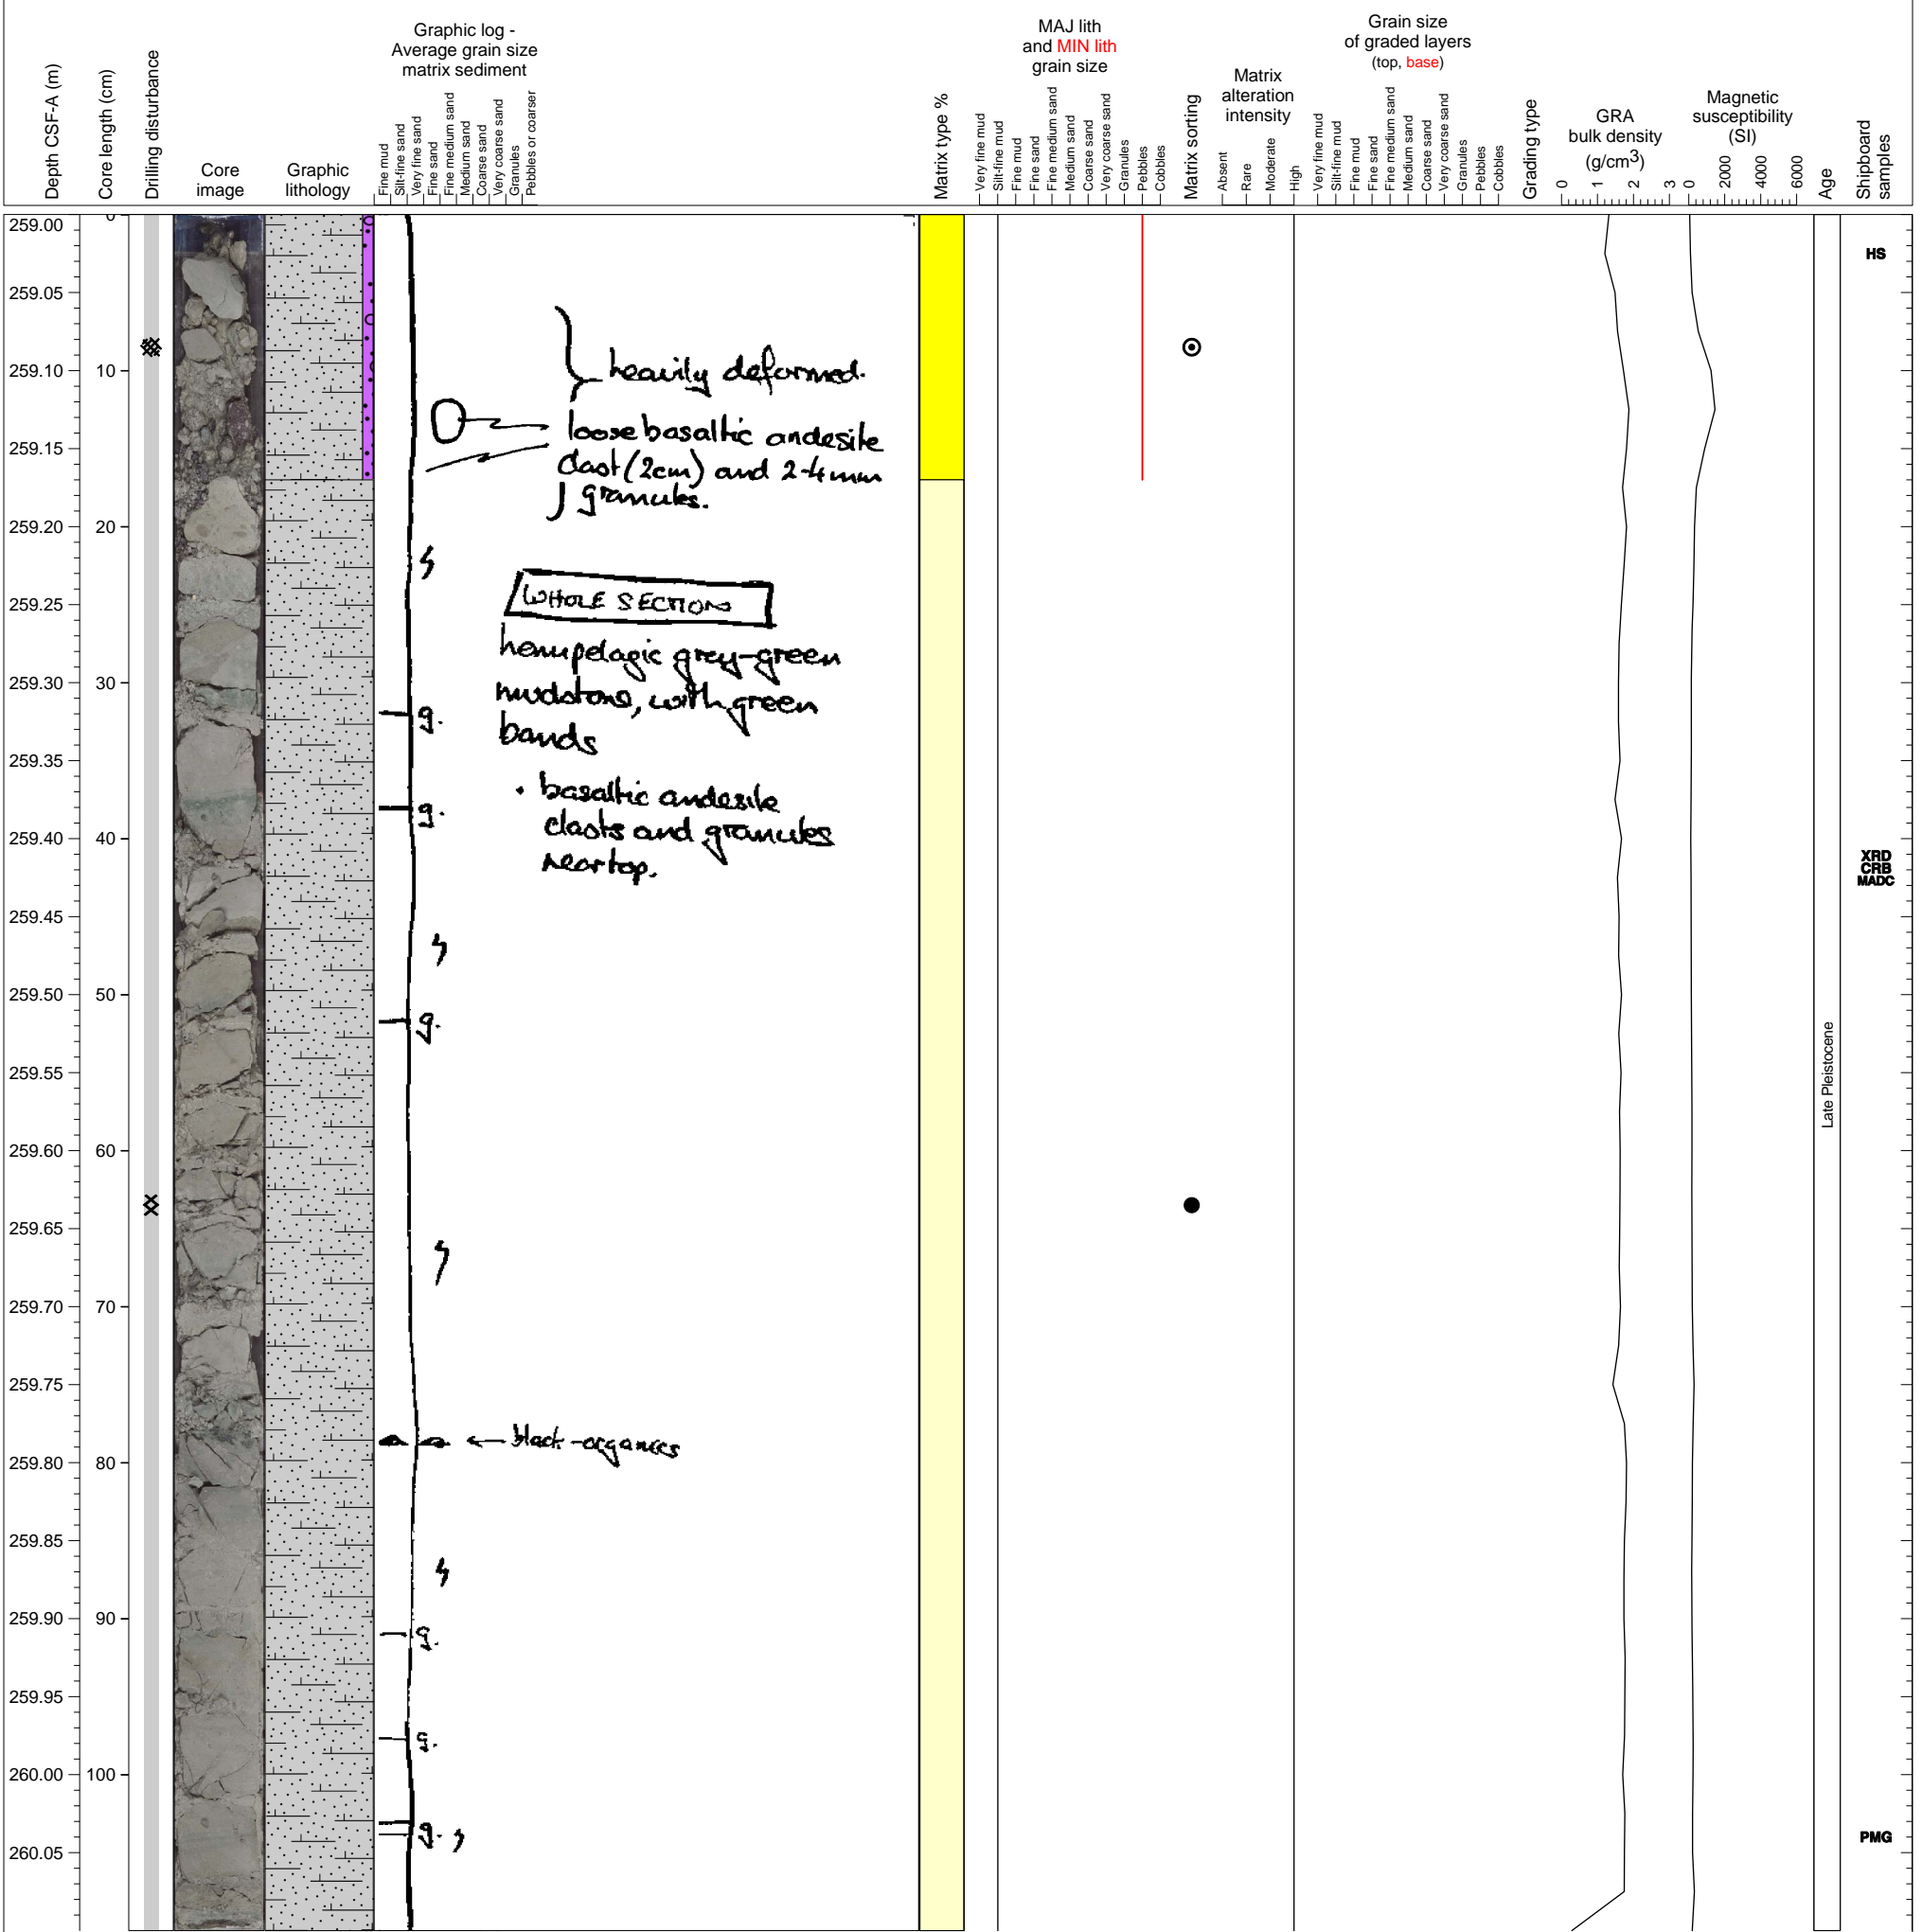 Depth CSF-A (m)
Core length (cm)
Drilling disturbance
Core
image
Graphic
lithology
Graphic log -
Average grain size
matrix sediment
Fine mud
Silt-fine sand
Very fine sand
Fine sand
Fine medium sand
Medium sand
Coarse sand
Very coarse sand
Granules
Pebbles or coarser
Matrix type %
MAJ lith
and MIN lith
grain size
Very fine mud
Silt-fine mud
Fine mud
Fine sand
Fine medium sand
Medium sand
Coarse sand
Very coarse sand
Granules
Pebbles
Cobbles
Matrix sorting
Matrix
alteration
intensity
Absent
Rare
Moderate
High
Grain size
of graded layers
(top, base)
Very fine mud
Silt-fine mud
Fine mud
Fine sand
Fine medium sand
Medium sand
Coarse sand
Very coarse sand
Granules
Pebbles
Cobbles
Grading type
GRA
bulk density
(g/cm3)
0 1 2 3
Magnetic
susceptibility
(SI)
0 2000 4000 6000
Age
Shipboard
samples
259.00 0
HS
259.05
259.10 10
heavily deformed.
loose basaltic andesite
clast (2cm) and 2-4mm
granules.
259.15
259.20 20
WHOLE SECTION
259.25
hemipelagic grey-green
mudstone, with green
bands
259.30 30
g.
259.35
• basaltic andesite
clasts and granules
near top.
g.
259.40 40
XRD
CRB
MADC
259.45
259.50 50
g.
259.55
Late Pleistocene
259.60 60
259.65
259.70 70
259.75
← black-organics
259.80 80
259.85
259.90 90
g.
259.95
g.
260.00 100
g.
260.05
PMG